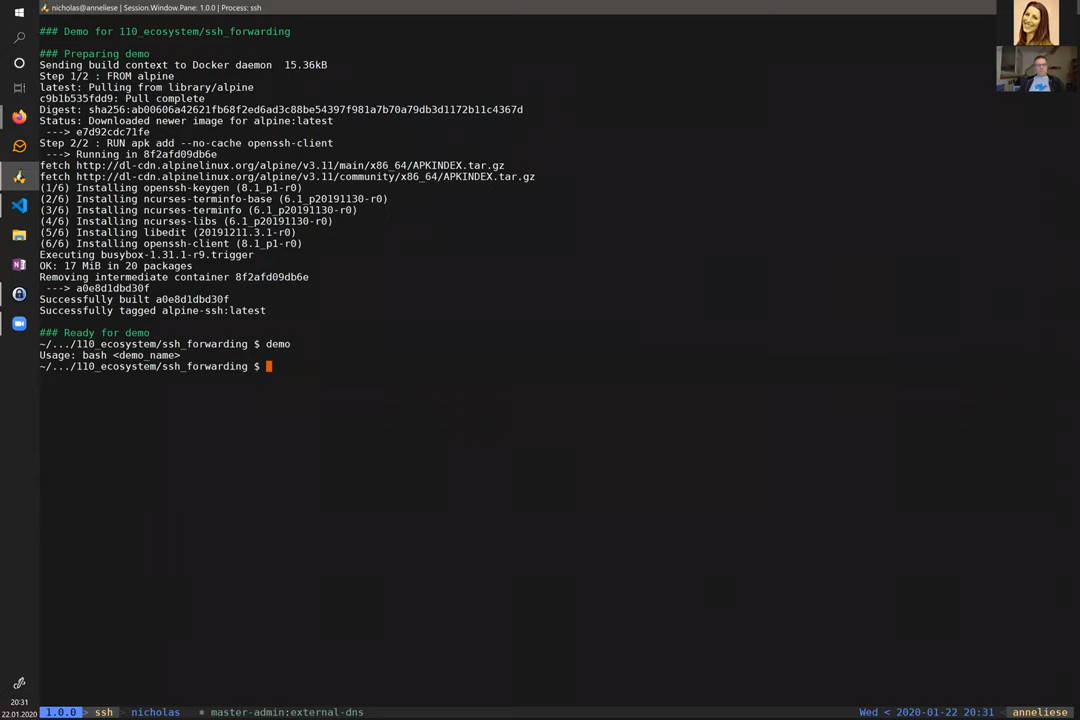 nicholas@anneliese | Session.Window.Pane: 1.0.0 | Process: ssh
### Demo for 110_ecosystem/ssh_forwarding
### Preparing demo
Sending build context to Docker daemon  15.36kB
Step 1/2 : FROM alpine
latest: Pulling from library/alpine
c9b1b535fdd9: Pull complete
Digest: sha256:ab00606a42621fb68f2ed6ad3c88be54397f981a7b70a79db3d1172b11c4367d
Status: Downloaded newer image for alpine:latest
---> e7d92cdc71fe
Step 2/2 : RUN apk add --no-cache openssh-client
---> Running in 8f2afd09db6e
fetch http://dl-cdn.alpinelinux.org/alpine/v3.11/main/x86_64/APKINDEX.tar.gz
fetch http://dl-cdn.alpinelinux.org/alpine/v3.11/community/x86_64/APKINDEX.tar.gz
(1/6) Installing openssh-keygen (8.1_p1-r0)
(2/6) Installing ncurses-terminfo-base (6.1_p20191130-r0)
(3/6) Installing ncurses-terminfo (6.1_p20191130-r0)
(4/6) Installing ncurses-libs (6.1_p20191130-r0)
(5/6) Installing libedit (20191211.3.1-r0)
(6/6) Installing openssh-client (8.1_p1-r0)
Executing busybox-1.31.1-r9.trigger
OK: 17 MiB in 20 packages
Removing intermediate container 8f2afd09db6e
---> a0e8d1dbd30f
Successfully built a0e8d1dbd30f
Successfully tagged alpine-ssh:latest
### Ready for demo
~/.../110_ecosystem/ssh_forwarding $ demo
Usage: bash <demo_name>
~/.../110_ecosystem/ssh_forwarding $
20:31
22.01.2020
1.0.0 > ssh > nicholas * master-admin:external-dns
Wed < 2020-01-22 20:31 < anneliese